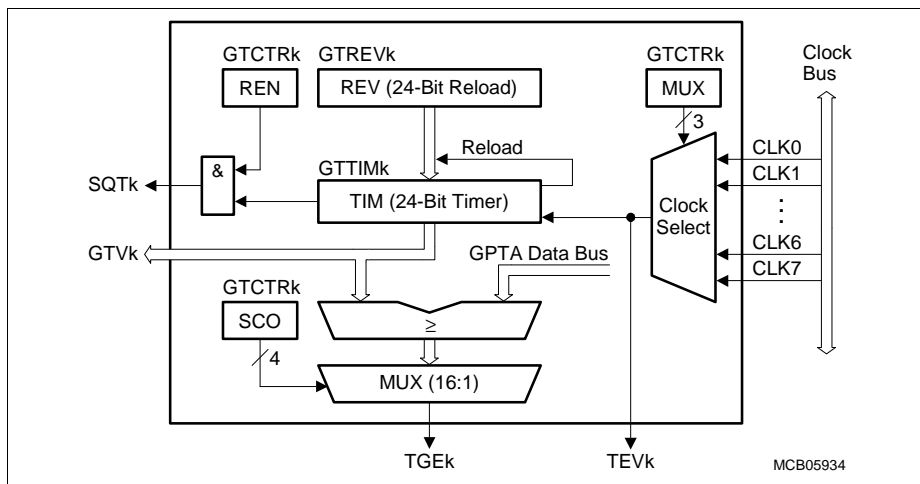 GTCTRk GTREVk GTCTRk Clock Bus
REN REV (24-Bit Reload) MUX
3
Reload CLK0
GTTIMk CLK1
& TIM (24-Bit Timer) Clock Select
SQTk
GTVk GPTA Data Bus CLK6
CLK7
GTCTRk
SCO ≥
4
MUX (16:1)
TGEk TEVk MCB05934